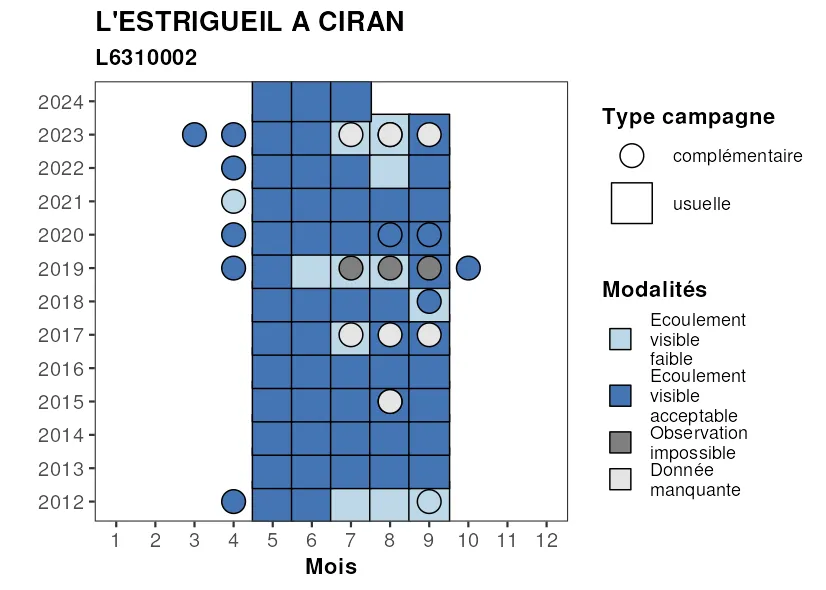 L'ESTRIGUEIL A CIRAN
L6310002
2024
2023
2022
2021
2020
2019
2018
2017
2016
2015
2014
2013
2012
1 2 3 4 5 6 7 8 9 10 11 12
Mois
Type campagne
complémentaire
usuelle
Modalités
Ecoulement
visible
faible
Ecoulement
visible
acceptable
Observation
impossible
Donnée
manquante